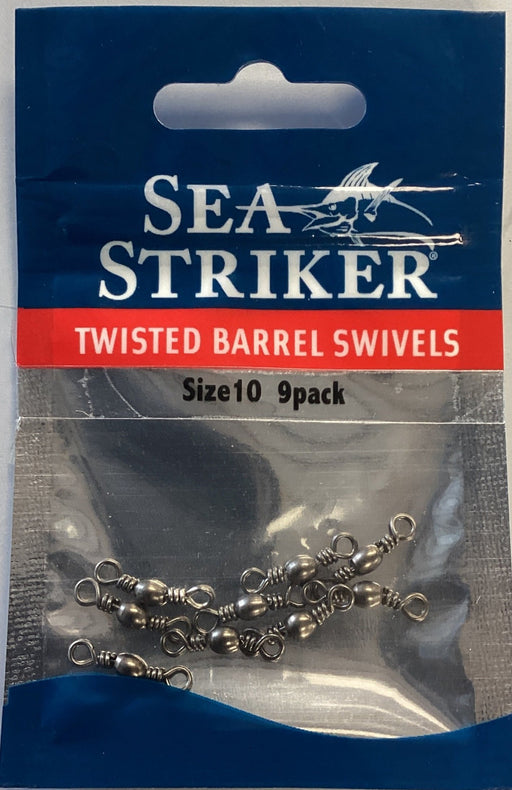 SEA
STRIKER®
TWISTED BARREL SWIVELS
Size10 9pack